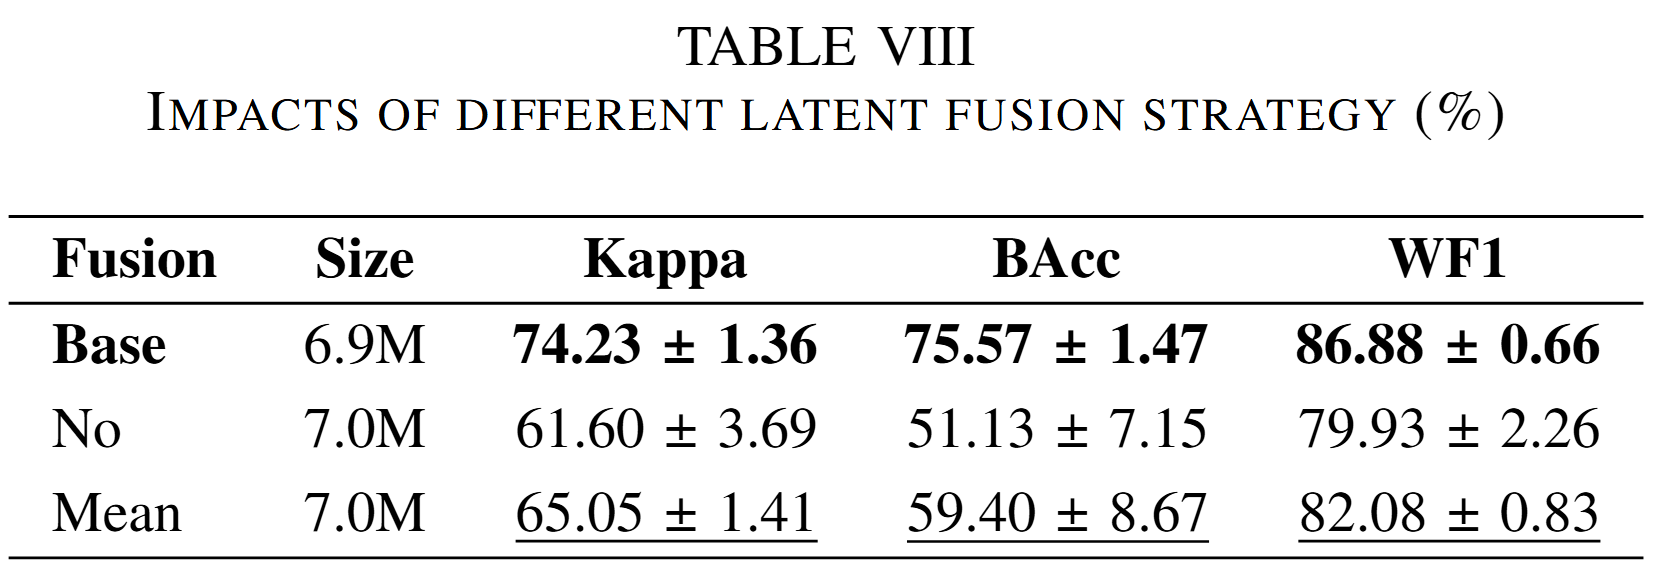 TABLE VIII
IMPACTS OF DIFFERENT LATENT FUSION STRATEGY (%)
Fusion Size Kappa BAcc WF1
Base 6.9M 74.23 ± 1.36 75.57 ± 1.47 86.88 ± 0.66
No 7.0M 61.60 ± 3.69 51.13 ± 7.15 79.93 ± 2.26
Mean 7.0M 65.05 ± 1.41 59.40 ± 8.67 82.08 ± 0.83